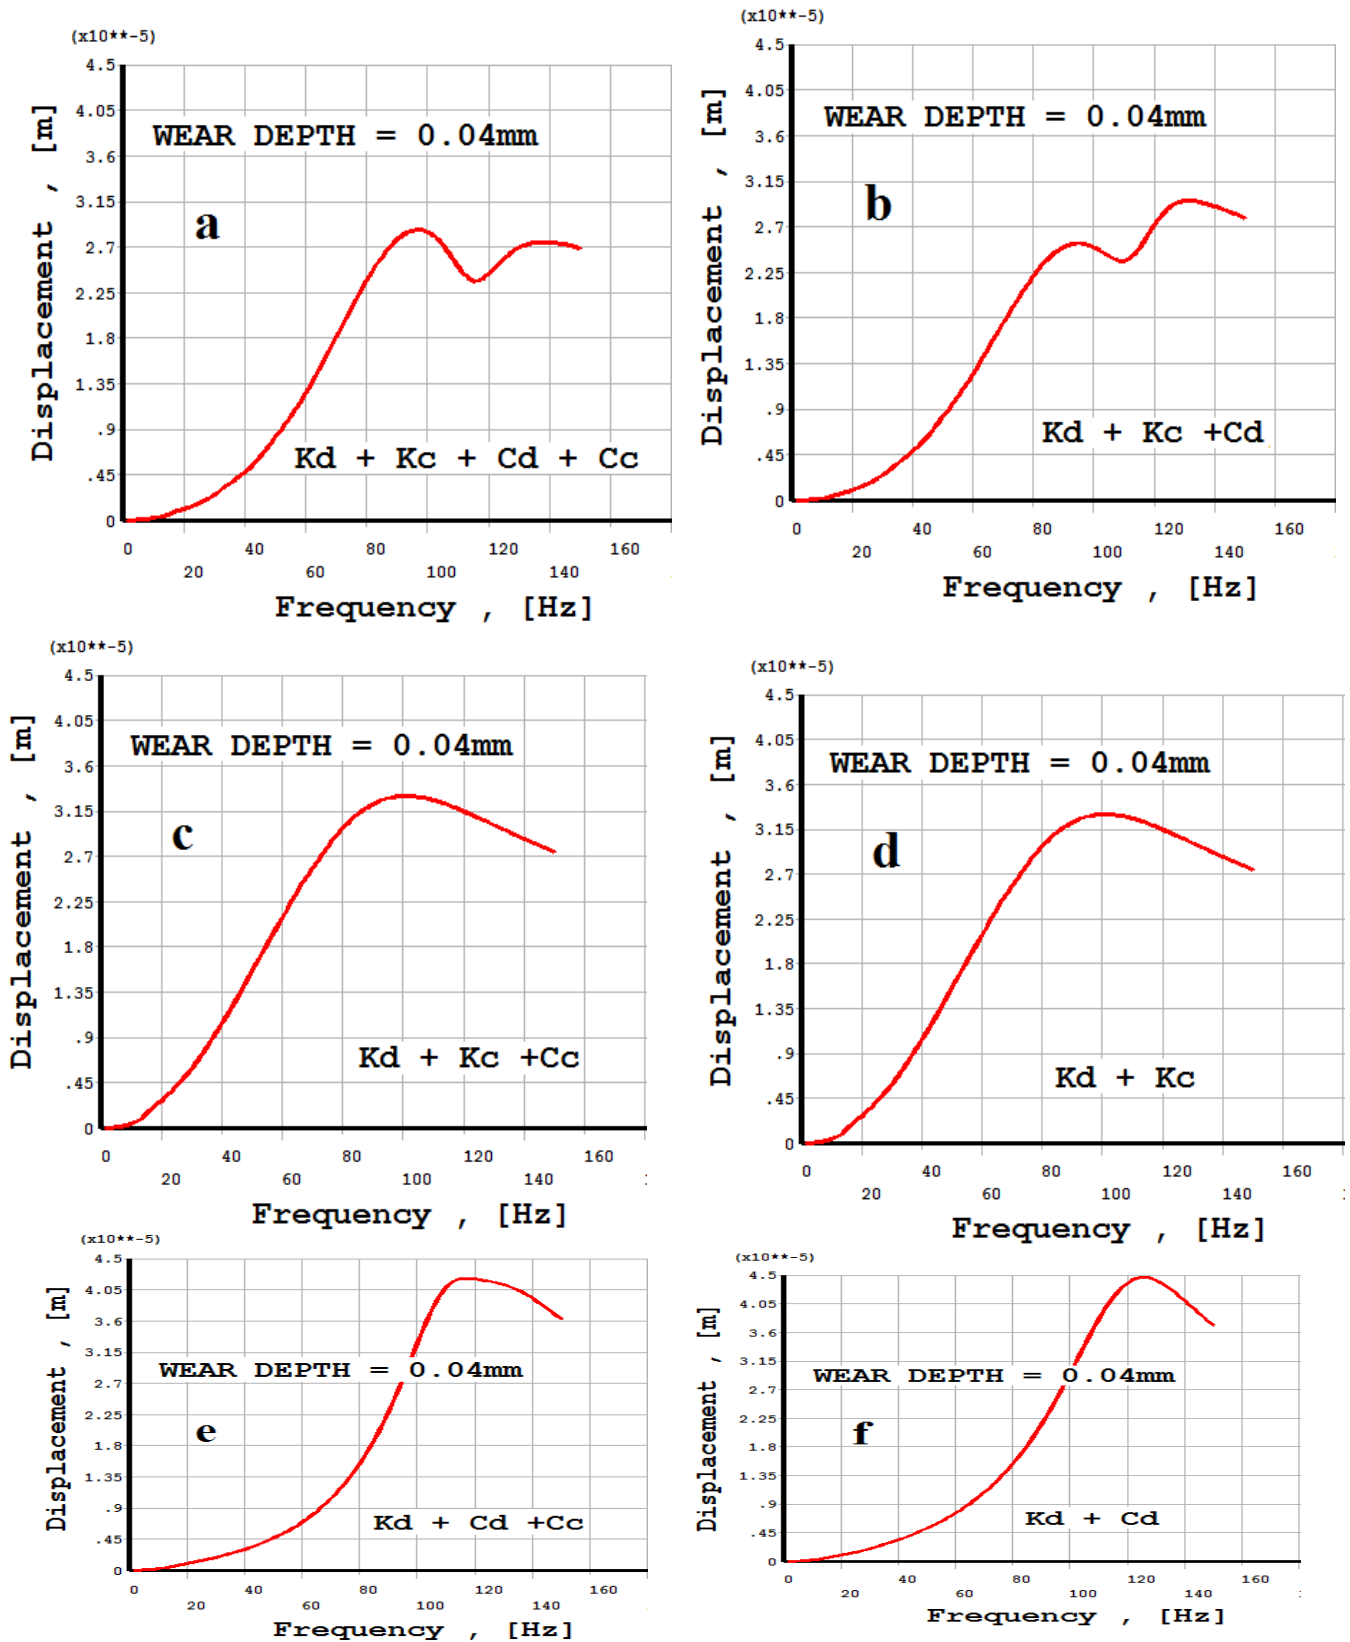 (x10**-5)
4.5
4.05
3.6
3.15
2.7
2.25
1.8
1.35
.9
.45
0
Displacement , [m]
WEAR DEPTH = 0.04mm
a
Kd + Kc + Cd + Cc
0 40 80 120 160
20 60 100 140
Frequency , [Hz]
(x10**-5)
4.5
4.05
3.6
3.15
2.7
2.25
1.8
1.35
.9
.45
0
Displacement , [m]
WEAR DEPTH = 0.04mm
b
Kd + Kc +Cd
0 40 80 120 160
20 60 100 140
Frequency , [Hz]
(x10**-5)
4.5
4.05
3.6
3.15
2.7
2.25
1.8
1.35
.9
.45
0
Displacement , [m]
WEAR DEPTH = 0.04mm
c
Kd + Kc +Cc
0 40 80 120 160
20 60 100 140
Frequency , [Hz]
(x10**-5)
4.5
4.05
3.6
3.15
2.7
2.25
1.8
1.35
.9
.45
0
Displacement , [m]
WEAR DEPTH = 0.04mm
d
Kd + Kc
0 40 80 120 160
20 60 100 140
Frequency , [Hz]
(x10**-5)
4.5
4.05
3.6
3.15
2.7
2.25
1.8
1.35
.9
.45
0
Displacement , [m]
WEAR DEPTH = 0.04mm
e
Kd + Cd +Cc
0 40 80 120 160
20 60 100 140
Frequency , [Hz]
(x10**-5)
4.5
4.05
3.6
3.15
2.7
2.25
1.8
1.35
.9
.45
0
Displacement , [m]
WEAR DEPTH = 0.04mm
f
Kd + Cd
0 40 80 120 160
20 60 100 140
Frequency , [Hz]